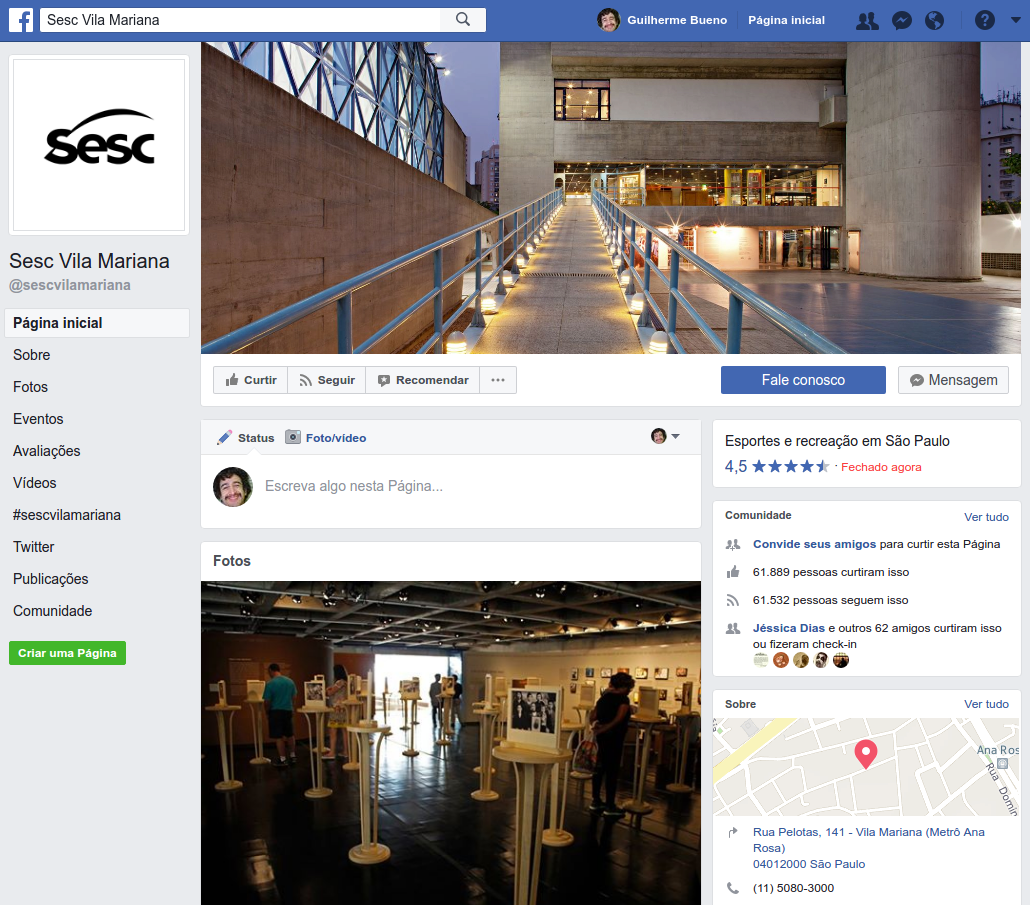 Sesc Vila Mariana
Guilherme Bueno
Página inicial
sesc
Sesc Vila Mariana
@sescvilamariana
Página inicial
Sobre
Fotos
Eventos
Avaliações
Vídeos
#sescvilamariana
Twitter
Publicações
Comunidade
Criar uma Página
Curtir
Seguir
Recomendar
Fale conosco
Mensagem
Status
Foto/vídeo
Escreva algo nesta Página...
Fotos
Esportes e recreação em São Paulo
4,5 · Fechado agora
Comunidade
Ver tudo
Convide seus amigos para curtir esta Página
61.889 pessoas curtiram isso
61.532 pessoas seguem isso
Jéssica Dias e outros 62 amigos curtiram isso
ou fizeram check-in
Sobre
Ver tudo
Ana Ros
Rua Domin
Rua Pelotas, 141 - Vila Mariana (Metrô Ana
Rosa)
04012000 São Paulo
(11) 5080-3000